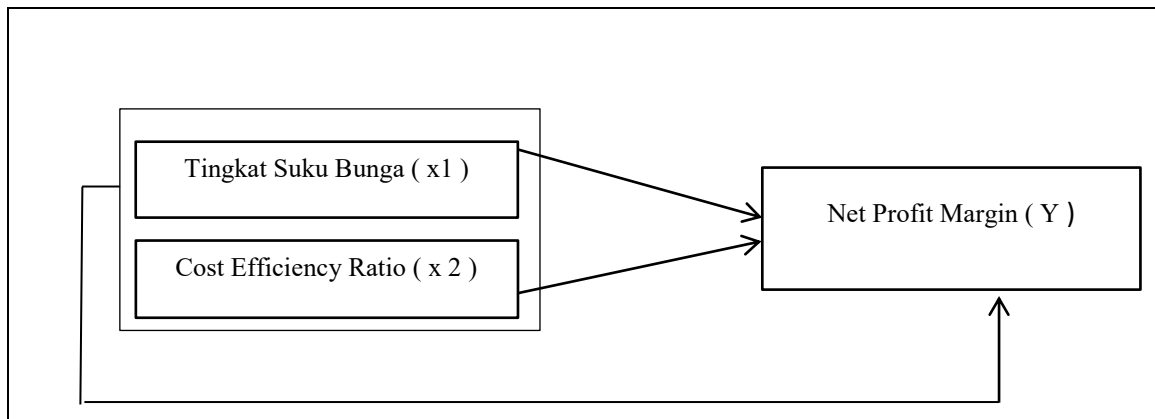 Tingkat Suku Bunga ( x1 )
Net Profit Margin ( Y )
Cost Efficiency Ratio ( x 2 )